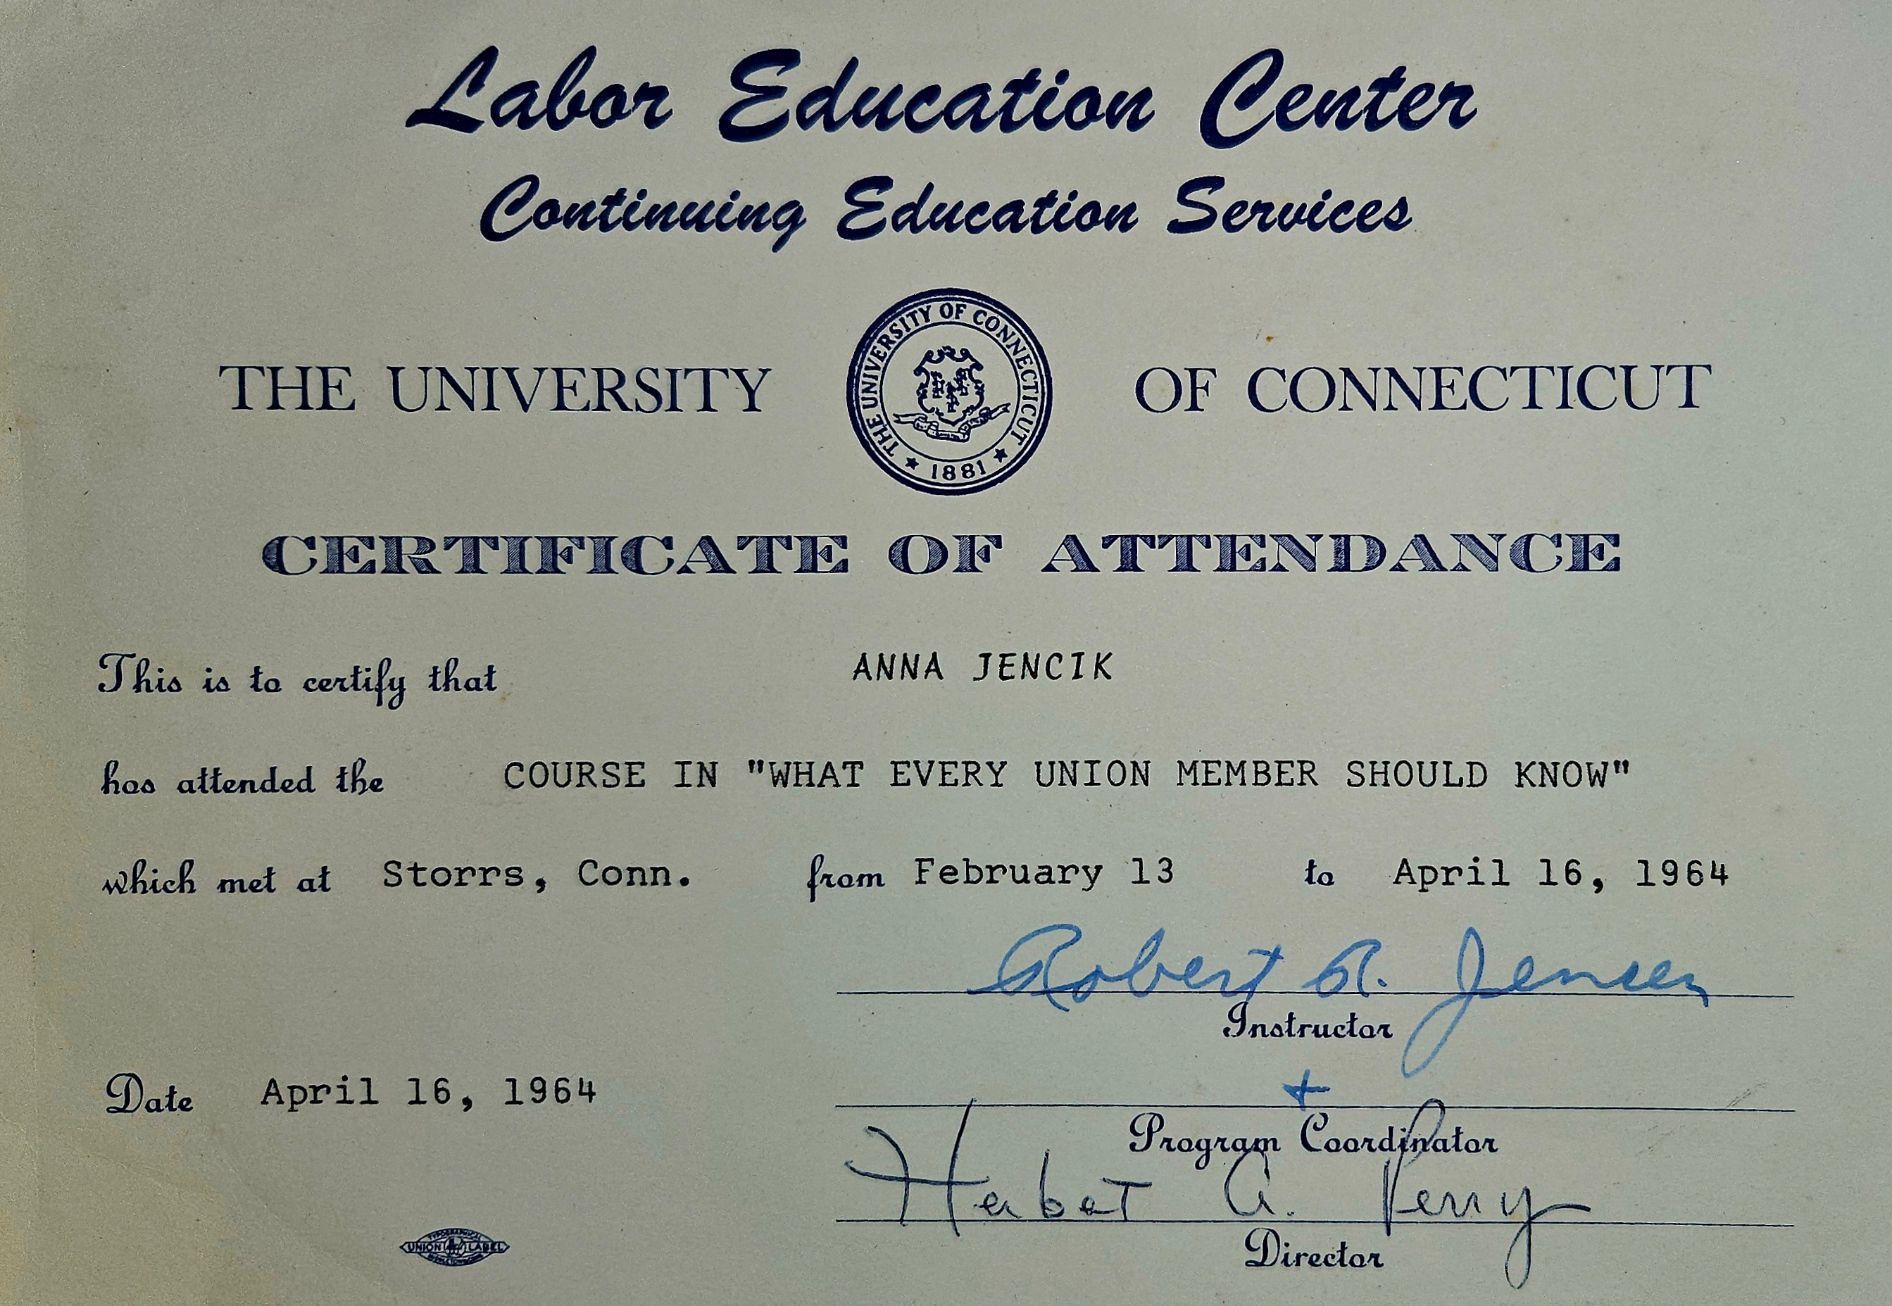 Labor Education Center
Continuing Education Services
THE UNIVERSITY OF CONNECTICUT
THE UNIVERSITY OF CONNECTICUT
★ 1881 ★
CERTIFICATE OF ATTENDANCE
This is to certify that ANNA JENCIK
has attended the COURSE IN "WHAT EVERY UNION MEMBER SHOULD KNOW"
which met at Storrs, Conn. from February 13 to April 16, 1964
Robert R. Jensen
Instructor
+
Date April 16, 1964
Program Coordinator
Herbert A. Perry
Director
UNION LABEL